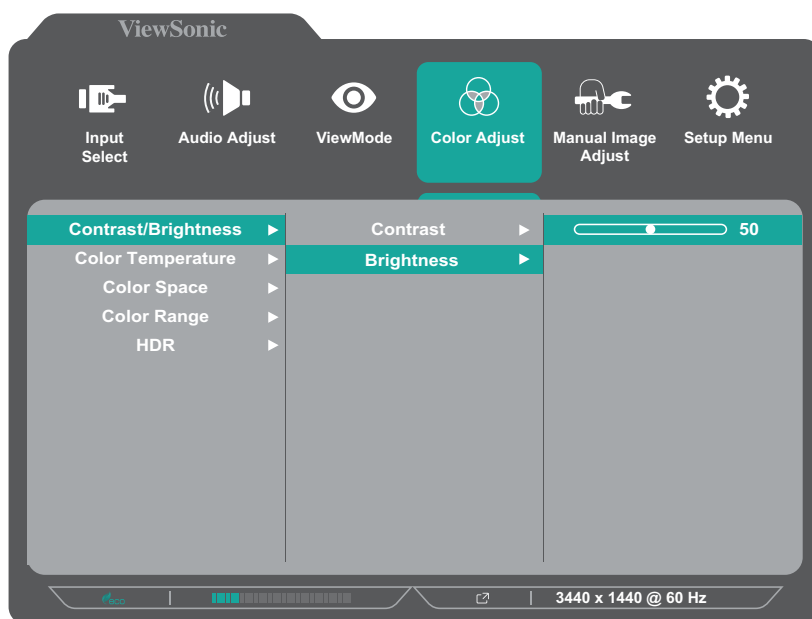 ViewSonic
Input Select
Audio Adjust
ViewMode
Color Adjust
Manual Image Adjust
Setup Menu
Contrast/Brightness
Contrast
50
Color Temperature
Brightness
Color Space
Color Range
HDR
eco
3440 x 1440 @ 60 Hz